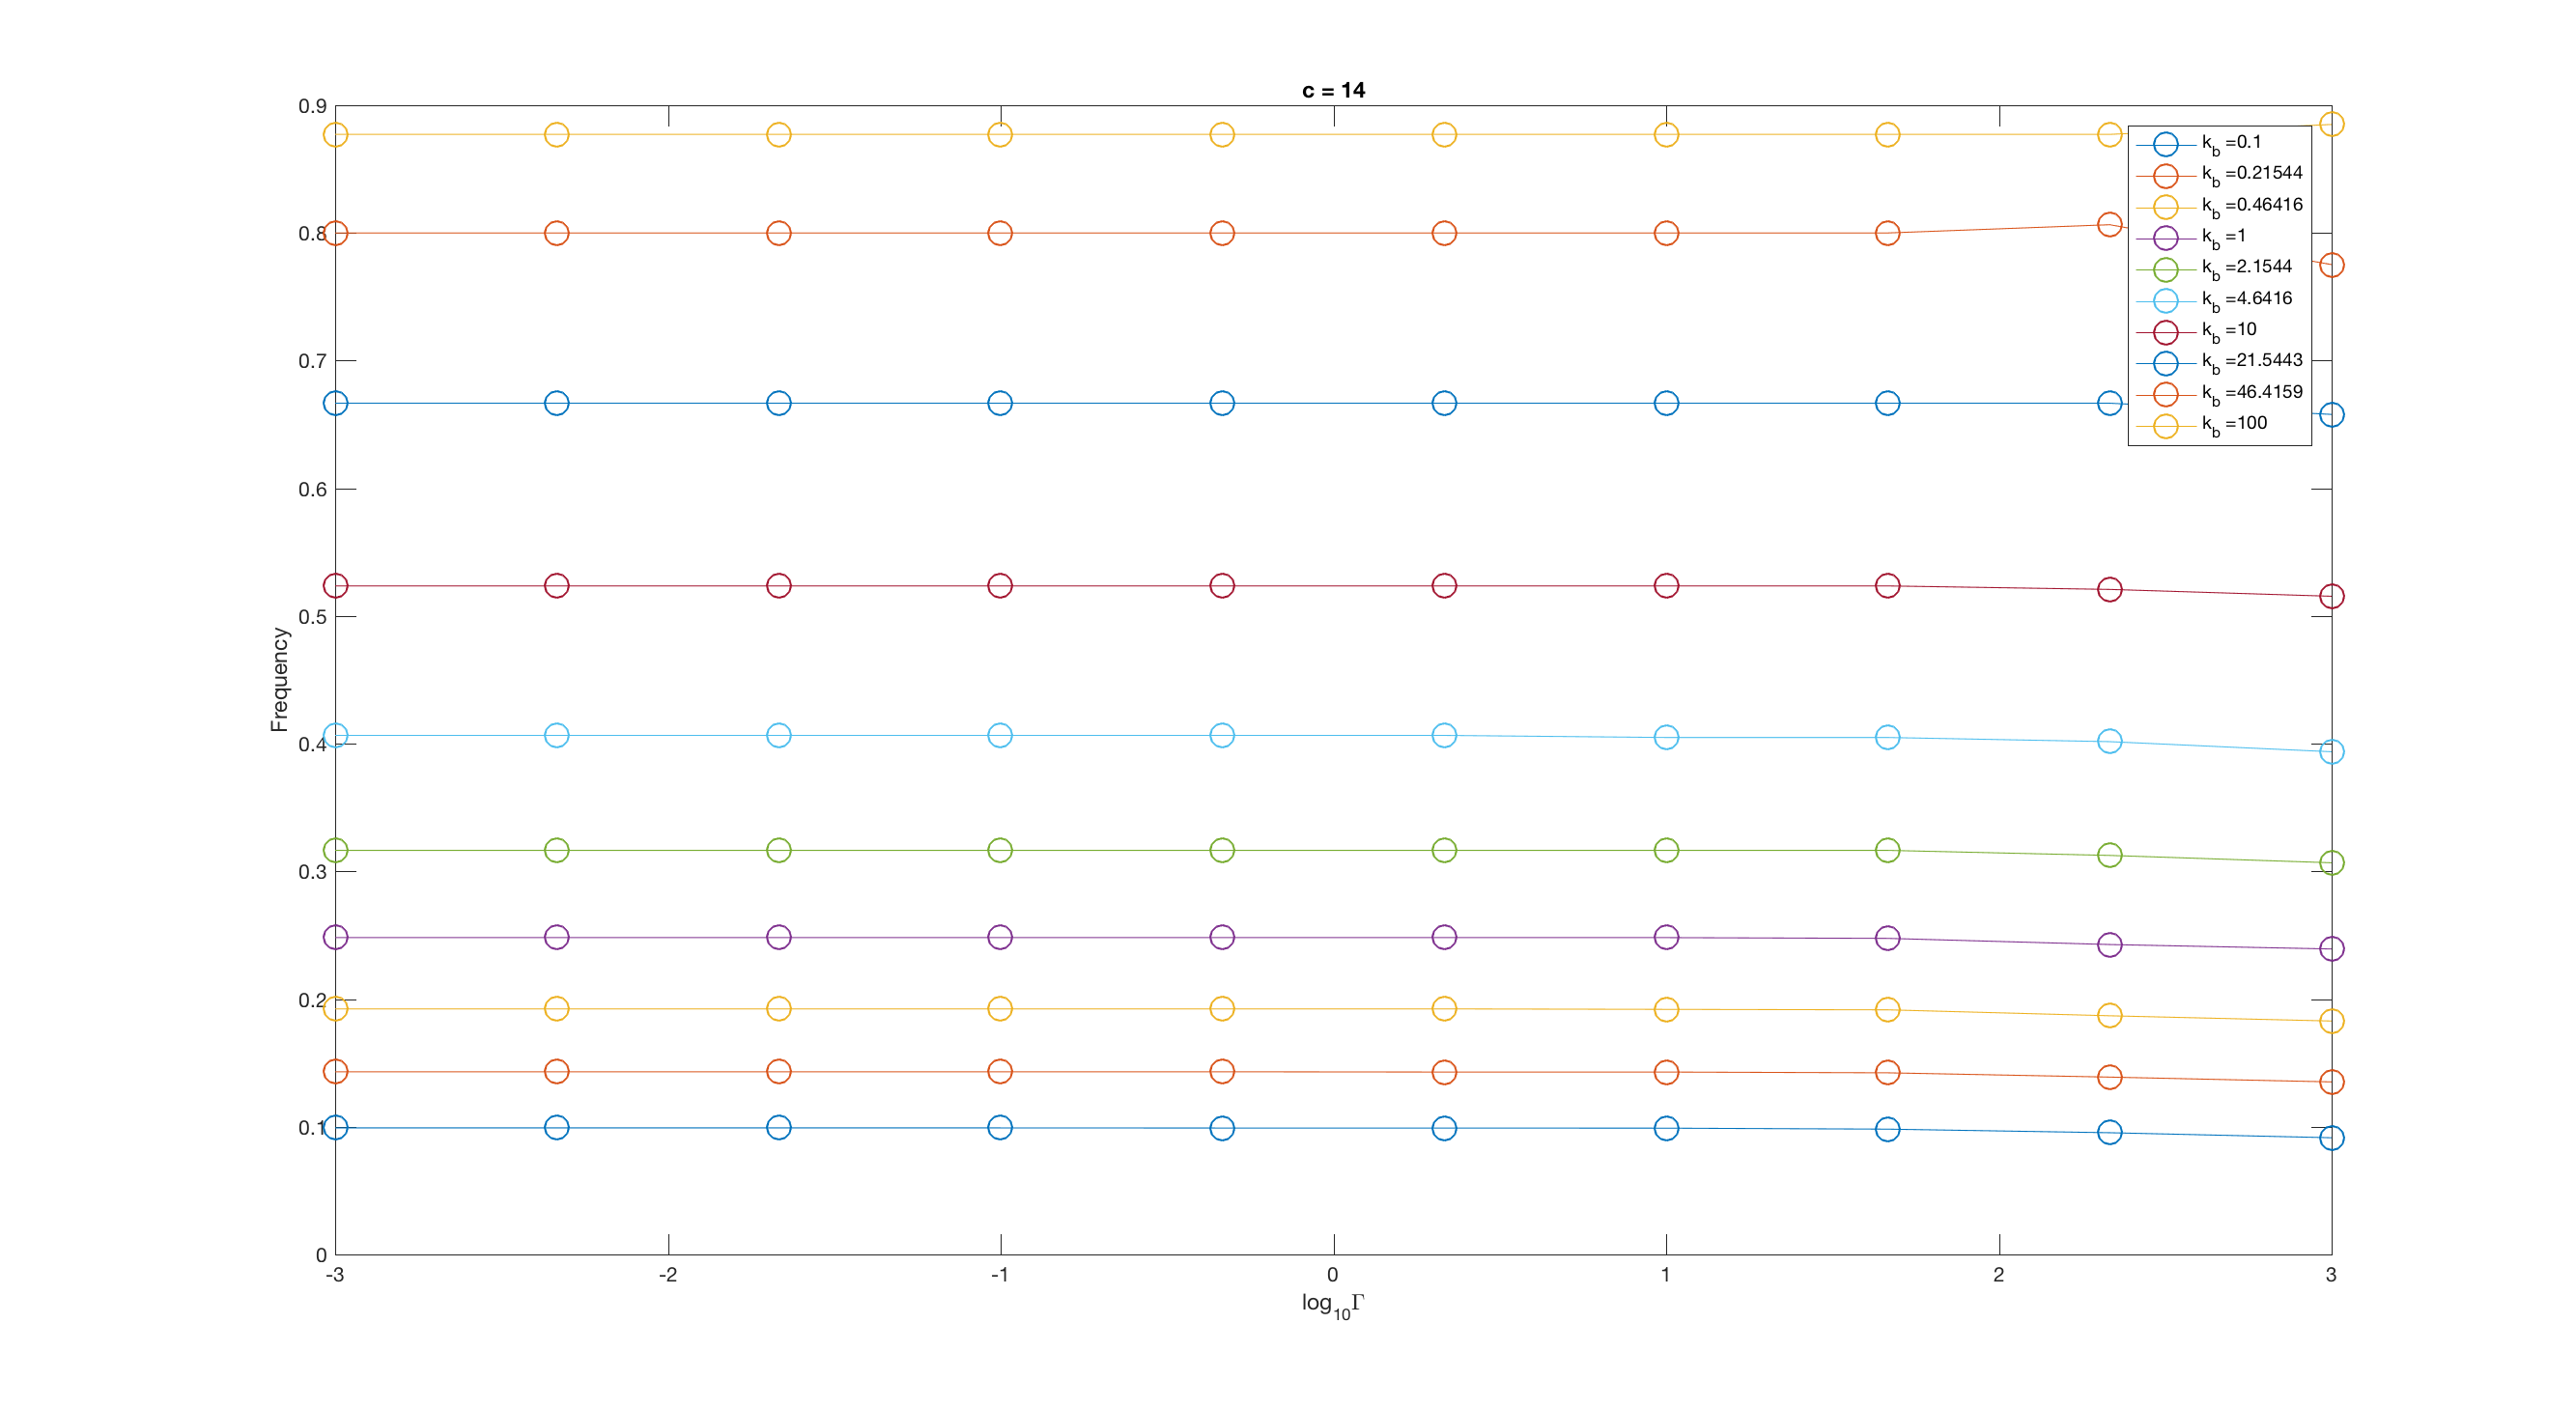 c = 14
0.9
0.8
0.7
0.6
0.5
0.4
0.3
0.2
0.1
0
Frequency
-3 -2 -1 0 1 2 3
log10Γ
kb =0.1
kb =0.21544
kb =0.46416
kb =1
kb =2.1544
kb =4.6416
kb =10
kb =21.5443
kb =46.4159
kb =100